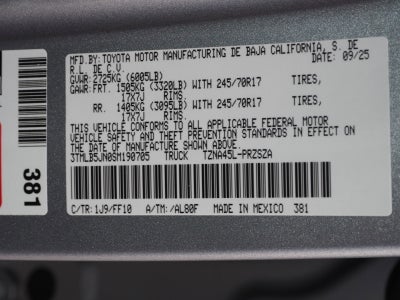 MFD.BY: TOYOTA MOTOR MANUFACTURING DE BAJA CALIFORNIA, S. DE
R.L. DE C.V. DATE: 09/25
GVWR: 2725KG (6005LB)
GAWR: FRT. 1505KG (3320LB) WITH 245/70R17 TIRES,
17X7J RIMS
RR. 1405KG (3095LB) WITH 245/70R17 TIRES,
17X7J RIMS
THIS VEHICLE CONFORMS TO ALL APPLICABLE FEDERAL MOTOR
VEHICLE SAFETY AND THEFT PREVENTION STANDARDS IN EFFECT ON
THE DATE OF MANUFACTURE SHOWN ABOVE.
3TMLB5JN0SM190705 TRUCK TZNA45L-PRZSZA
C/TR: 1J9/FF10 A/TM: /AL80F MADE IN MEXICO 381
381